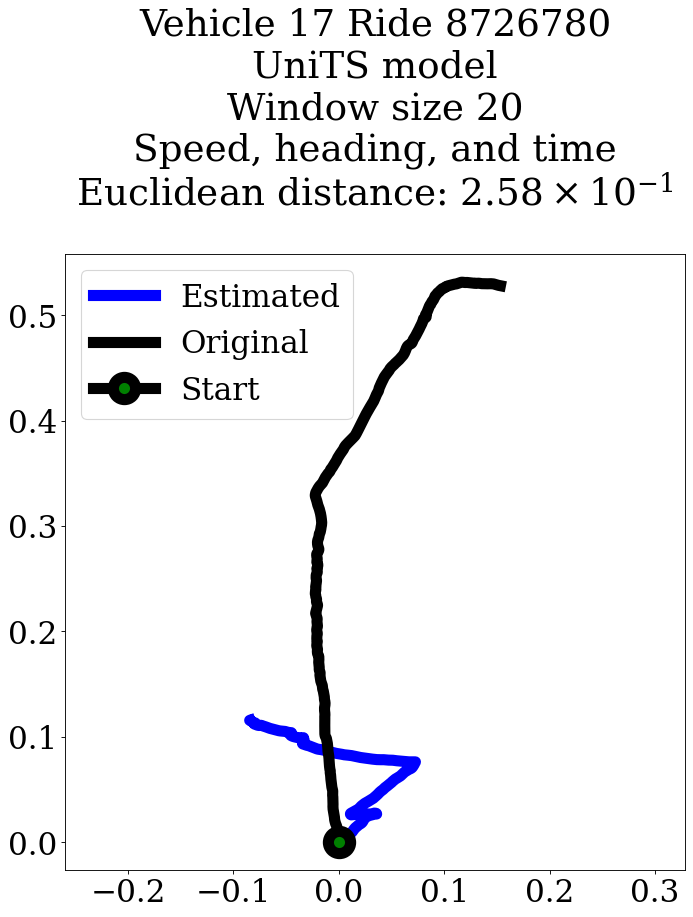 Vehicle 17 Ride 8726780
UniTS model
Window size 20
Speed, heading, and time
Euclidean distance: 2.58 × 10⁻¹
Estimated
Original
Start
0.5
0.4
0.3
0.2
0.1
0.0
−0.2 −0.1 0.0 0.1 0.2 0.3